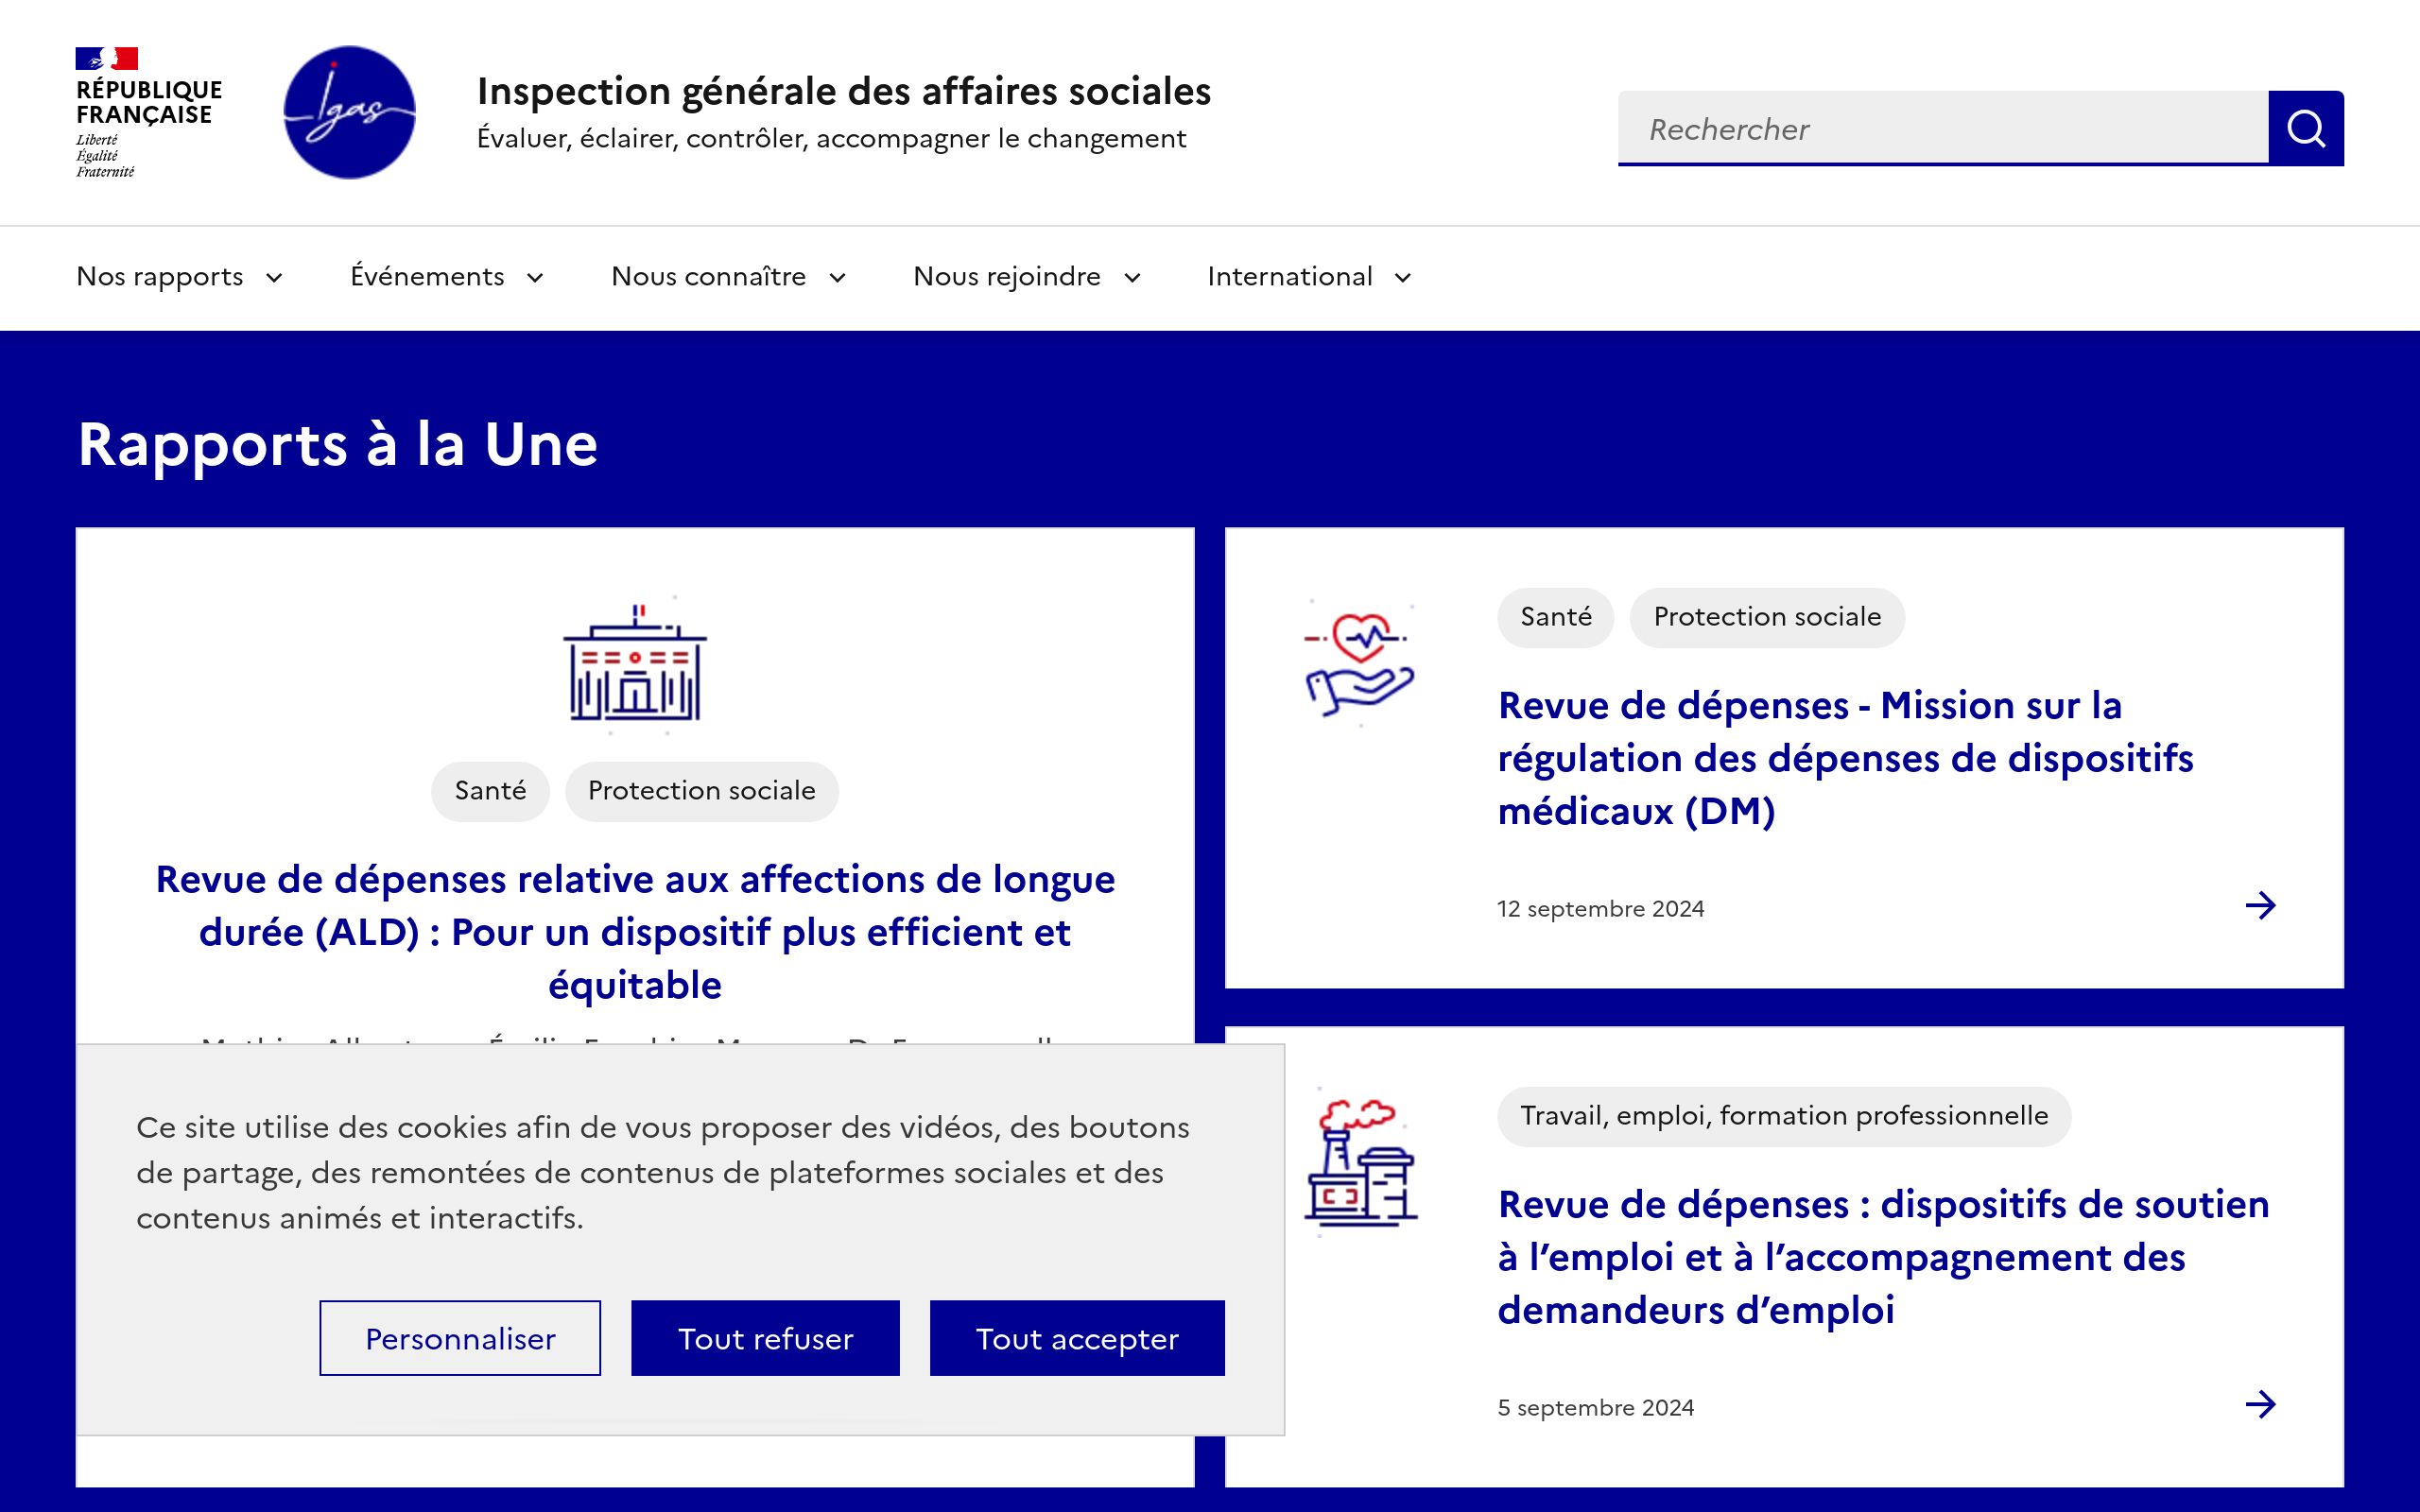 RÉPUBLIQUE
FRANÇAISE
Liberté
Égalité
Fraternité
Igas
Inspection générale des affaires sociales
Évaluer, éclairer, contrôler, accompagner le changement
Rechercher
Nos rapports
Événements
Nous connaître
Nous rejoindre
International
Rapports à la Une
Santé
Protection sociale
Revue de dépenses relative aux affections de longue
durée (ALD) : Pour un dispositif plus efficient et
équitable
Santé
Protection sociale
Revue de dépenses - Mission sur la
régulation des dépenses de dispositifs
médicaux (DM)
12 septembre 2024
Travail, emploi, formation professionnelle
Revue de dépenses : dispositifs de soutien
à l’emploi et à l’accompagnement des
demandeurs d’emploi
5 septembre 2024
Ce site utilise des cookies afin de vous proposer des vidéos, des boutons
de partage, des remontées de contenus de plateformes sociales et des
contenus animés et interactifs.
Personnaliser
Tout refuser
Tout accepter